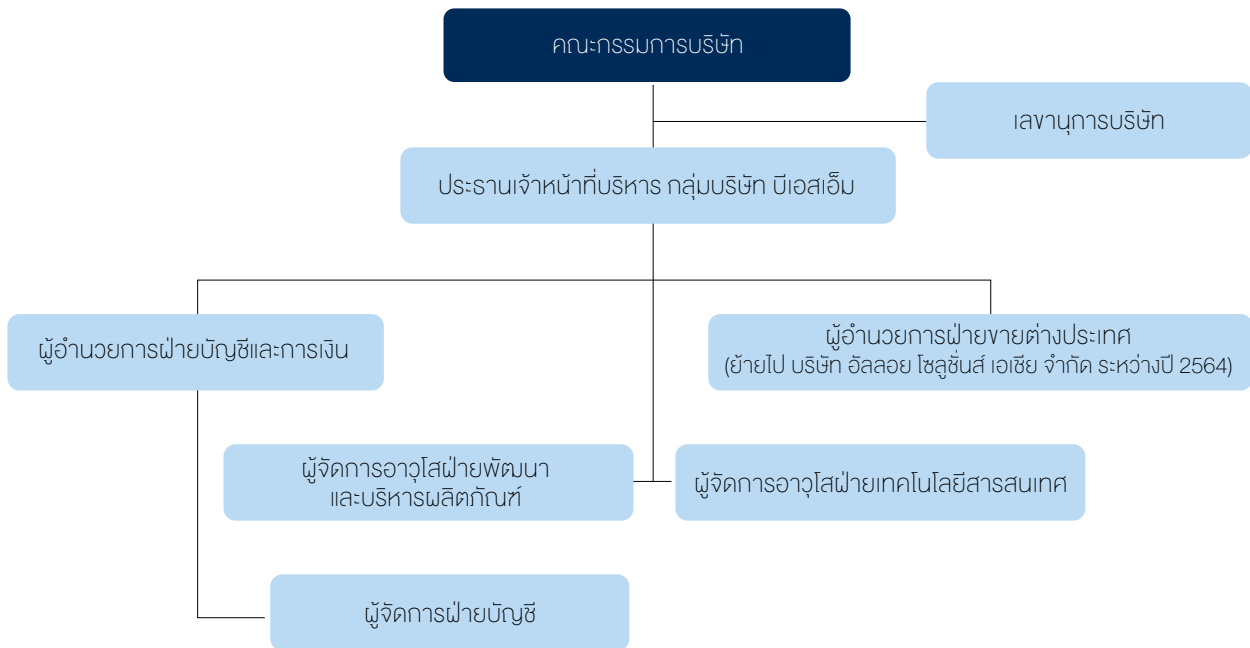 คณะกรรมการบริษัท
เลขานุการบริษัท
ประธานเจ้าหน้าที่บริหาร กลุ่มบริษัท บีเอสเอ็ม
ผู้อำนวยการฝ่ายบัญชีและการเงิน
ผู้อำนวยการฝ่ายขายต่างประเทศ
(ย้ายไป บริษัท อัลลอย โซลูชั่นส์ เอเชีย จำกัด ระหว่างปี 2564)
ผู้จัดการอาวุโสฝ่ายพัฒนา
และบริหารผลิตภัณฑ์
ผู้จัดการอาวุโสฝ่ายเทคโนโลยีสารสนเทศ
ผู้จัดการฝ่ายบัญชี